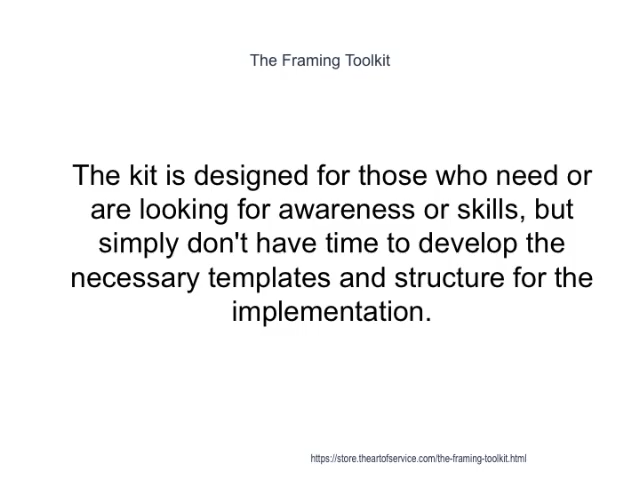 The Framing Toolkit
The kit is designed for those who need or
are looking for awareness or skills, but
simply don't have time to develop the
necessary templates and structure for the
implementation.
https://store.theartofservice.com/the-framing-toolkit.html